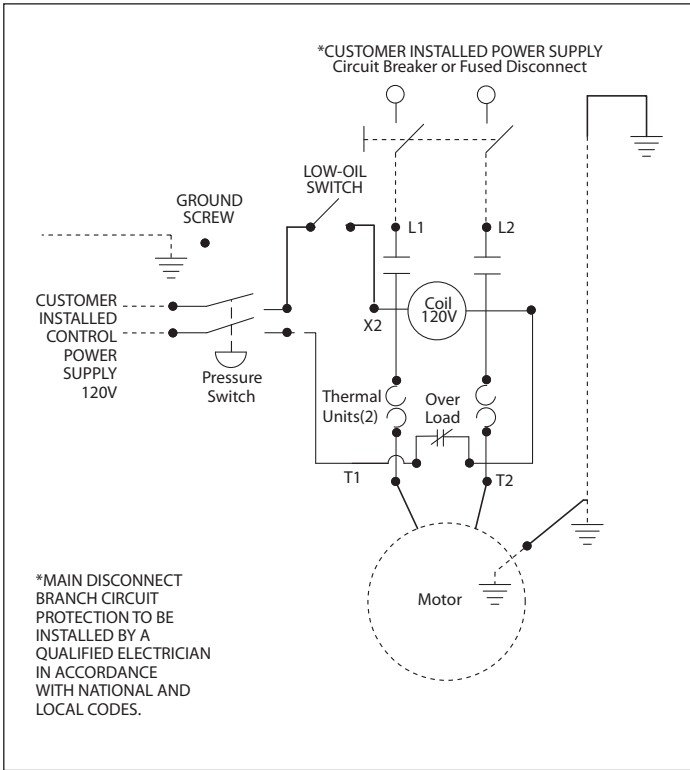 *CUSTOMER INSTALLED POWER SUPPLY
Circuit Breaker or Fused Disconnect
LOW-OIL
SWITCH
GROUND
SCREW
L1
L2
CUSTOMER
INSTALLED
CONTROL
POWER
SUPPLY
120V
X2
Coil
120V
Pressure
Switch
Thermal
Units(2)
Over
Load
T1
T2
Motor
*MAIN DISCONNECT
BRANCH CIRCUIT
PROTECTION TO BE
INSTALLED BY A
QUALIFIED ELECTRICIAN
IN ACCORDANCE
WITH NATIONAL AND
LOCAL CODES.